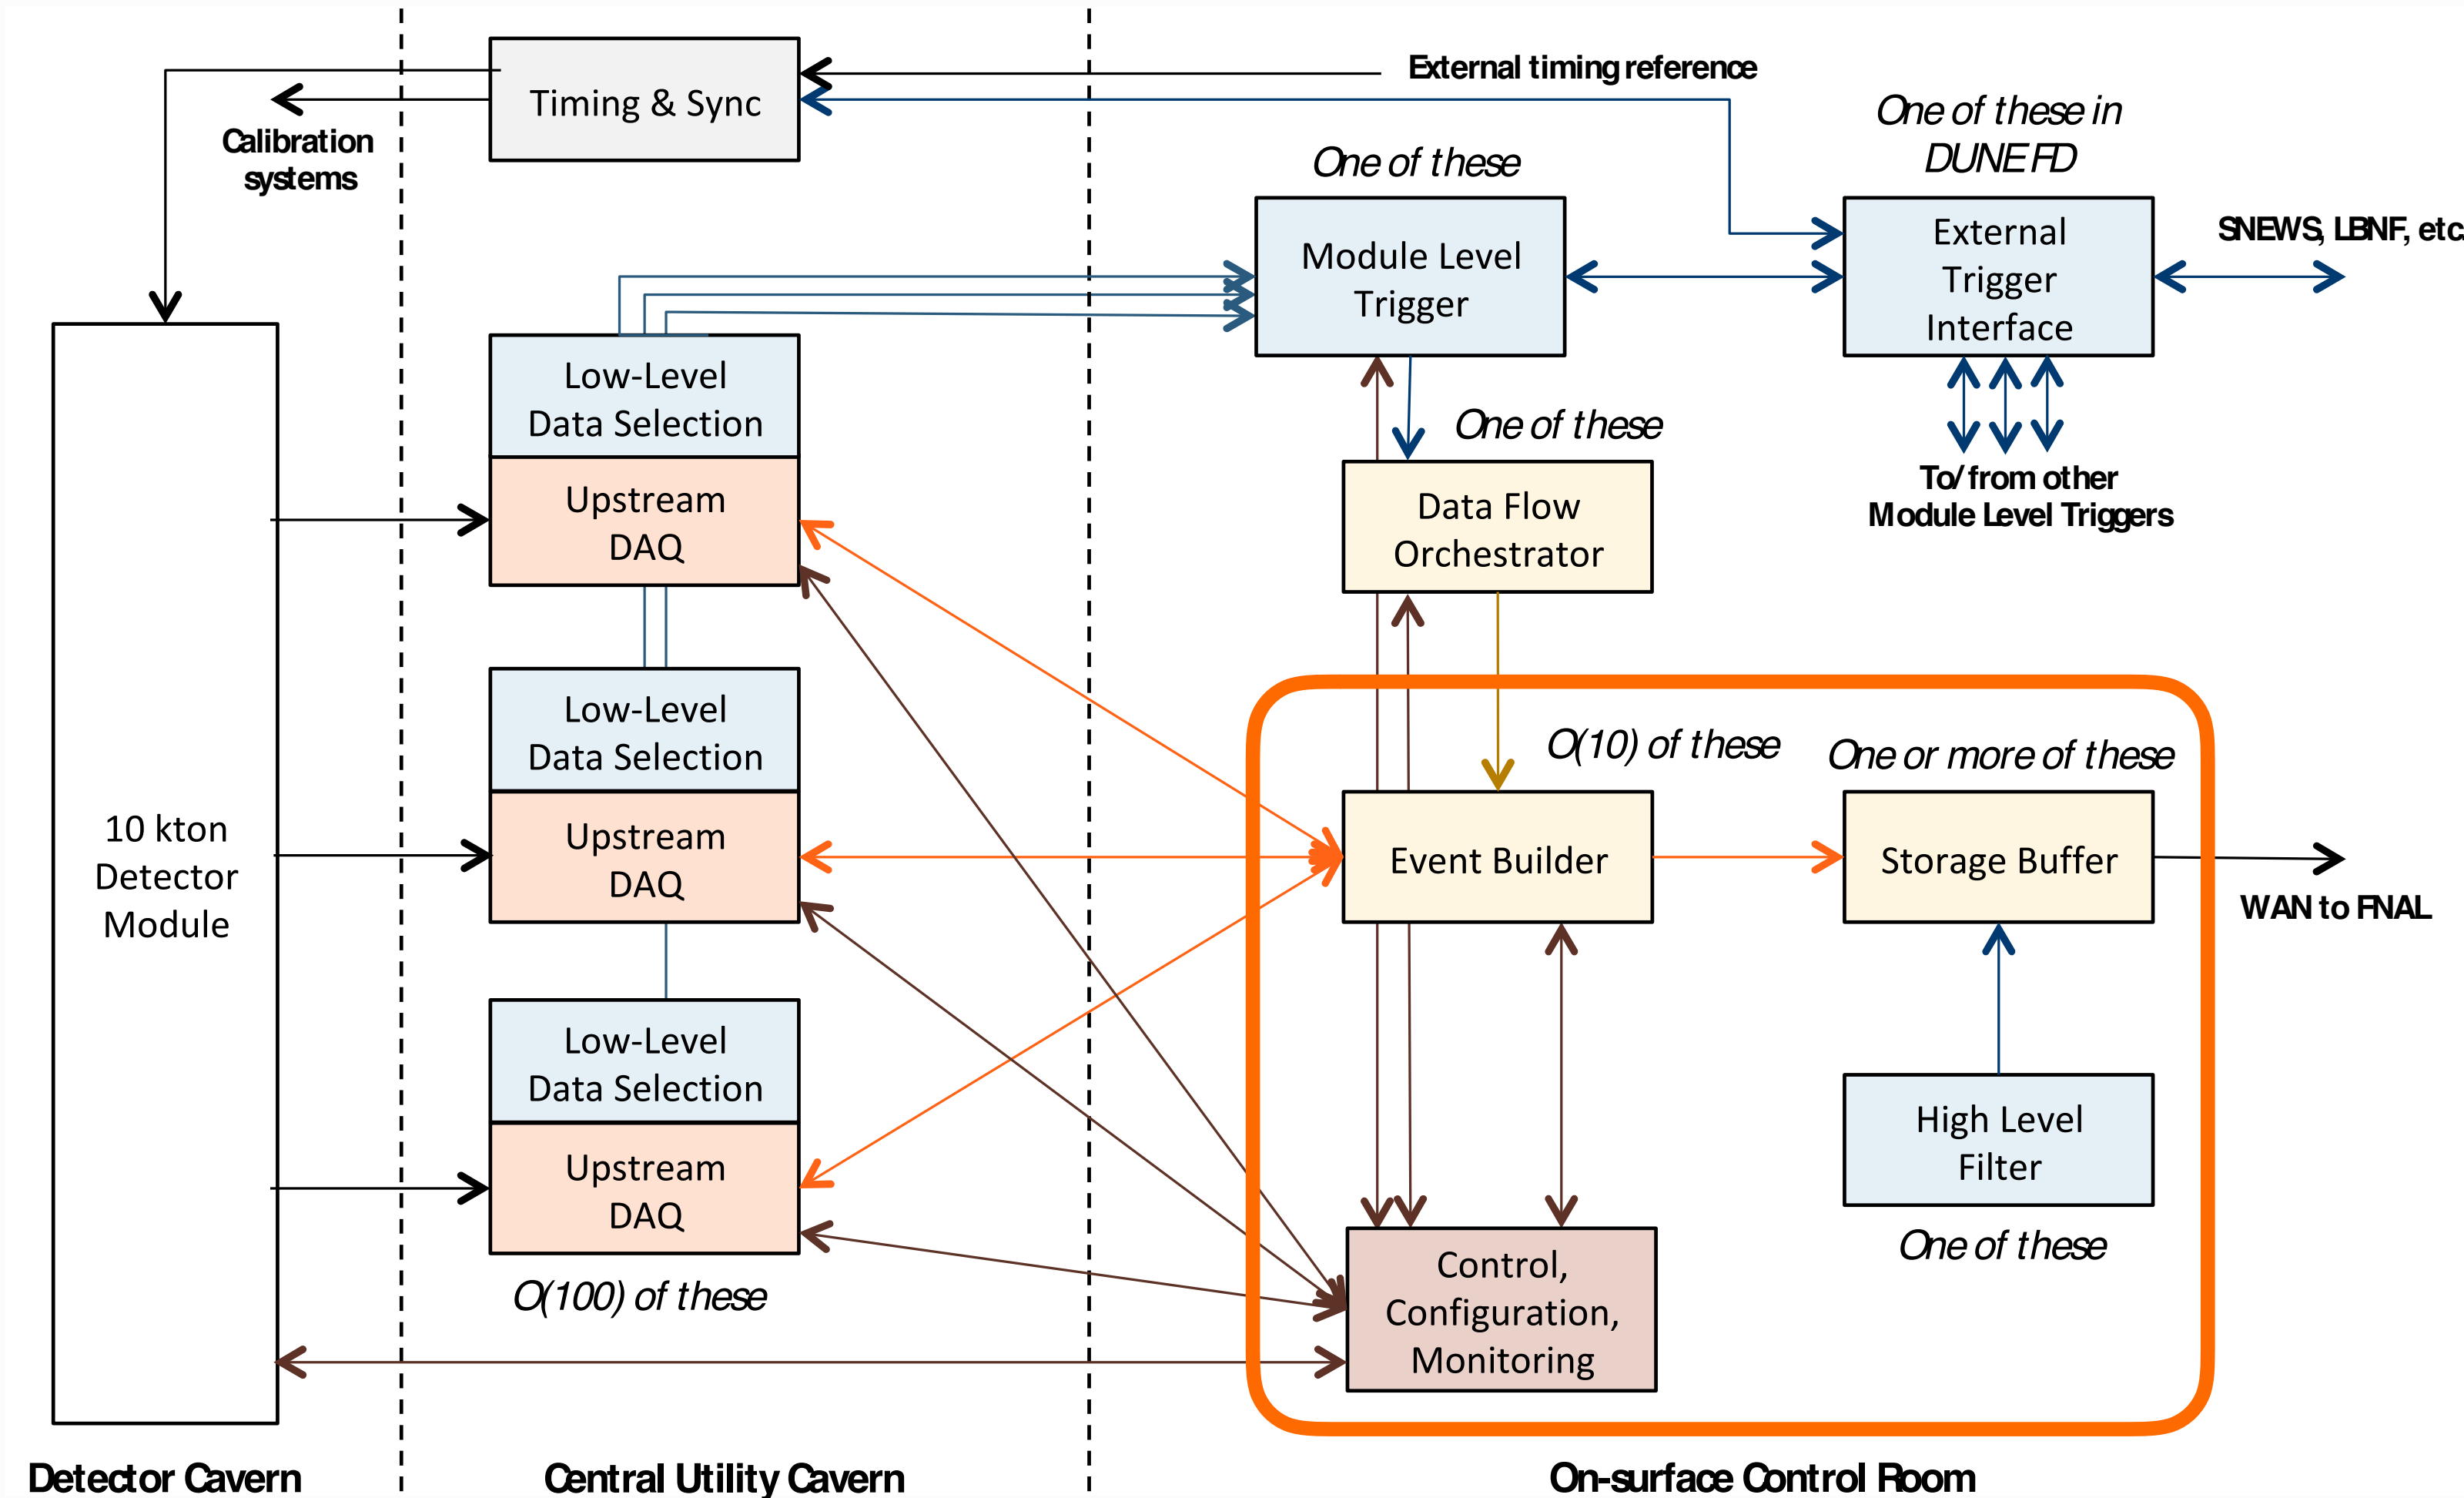 External timing reference
Timing & Sync
One of these in
DUNE FD
Calibration
systems
One of these
Module Level
Trigger
External
Trigger
Interface
SNEWS, LBNF, etc.
Low-Level
Data Selection
Upstream
DAQ
One of these
Data Flow
Orchestrator
To/from other
Module Level Triggers
10 kton
Detector
Module
Low-Level
Data Selection
Upstream
DAQ
O(10) of these
One or more of these
Event Builder
Storage Buffer
WAN to FNAL
Low-Level
Data Selection
Upstream
DAQ
O(100) of these
High Level
Filter
One of these
Control,
Configuration,
Monitoring
Detector Cavern
Central Utility Cavern
On-surface Control Room